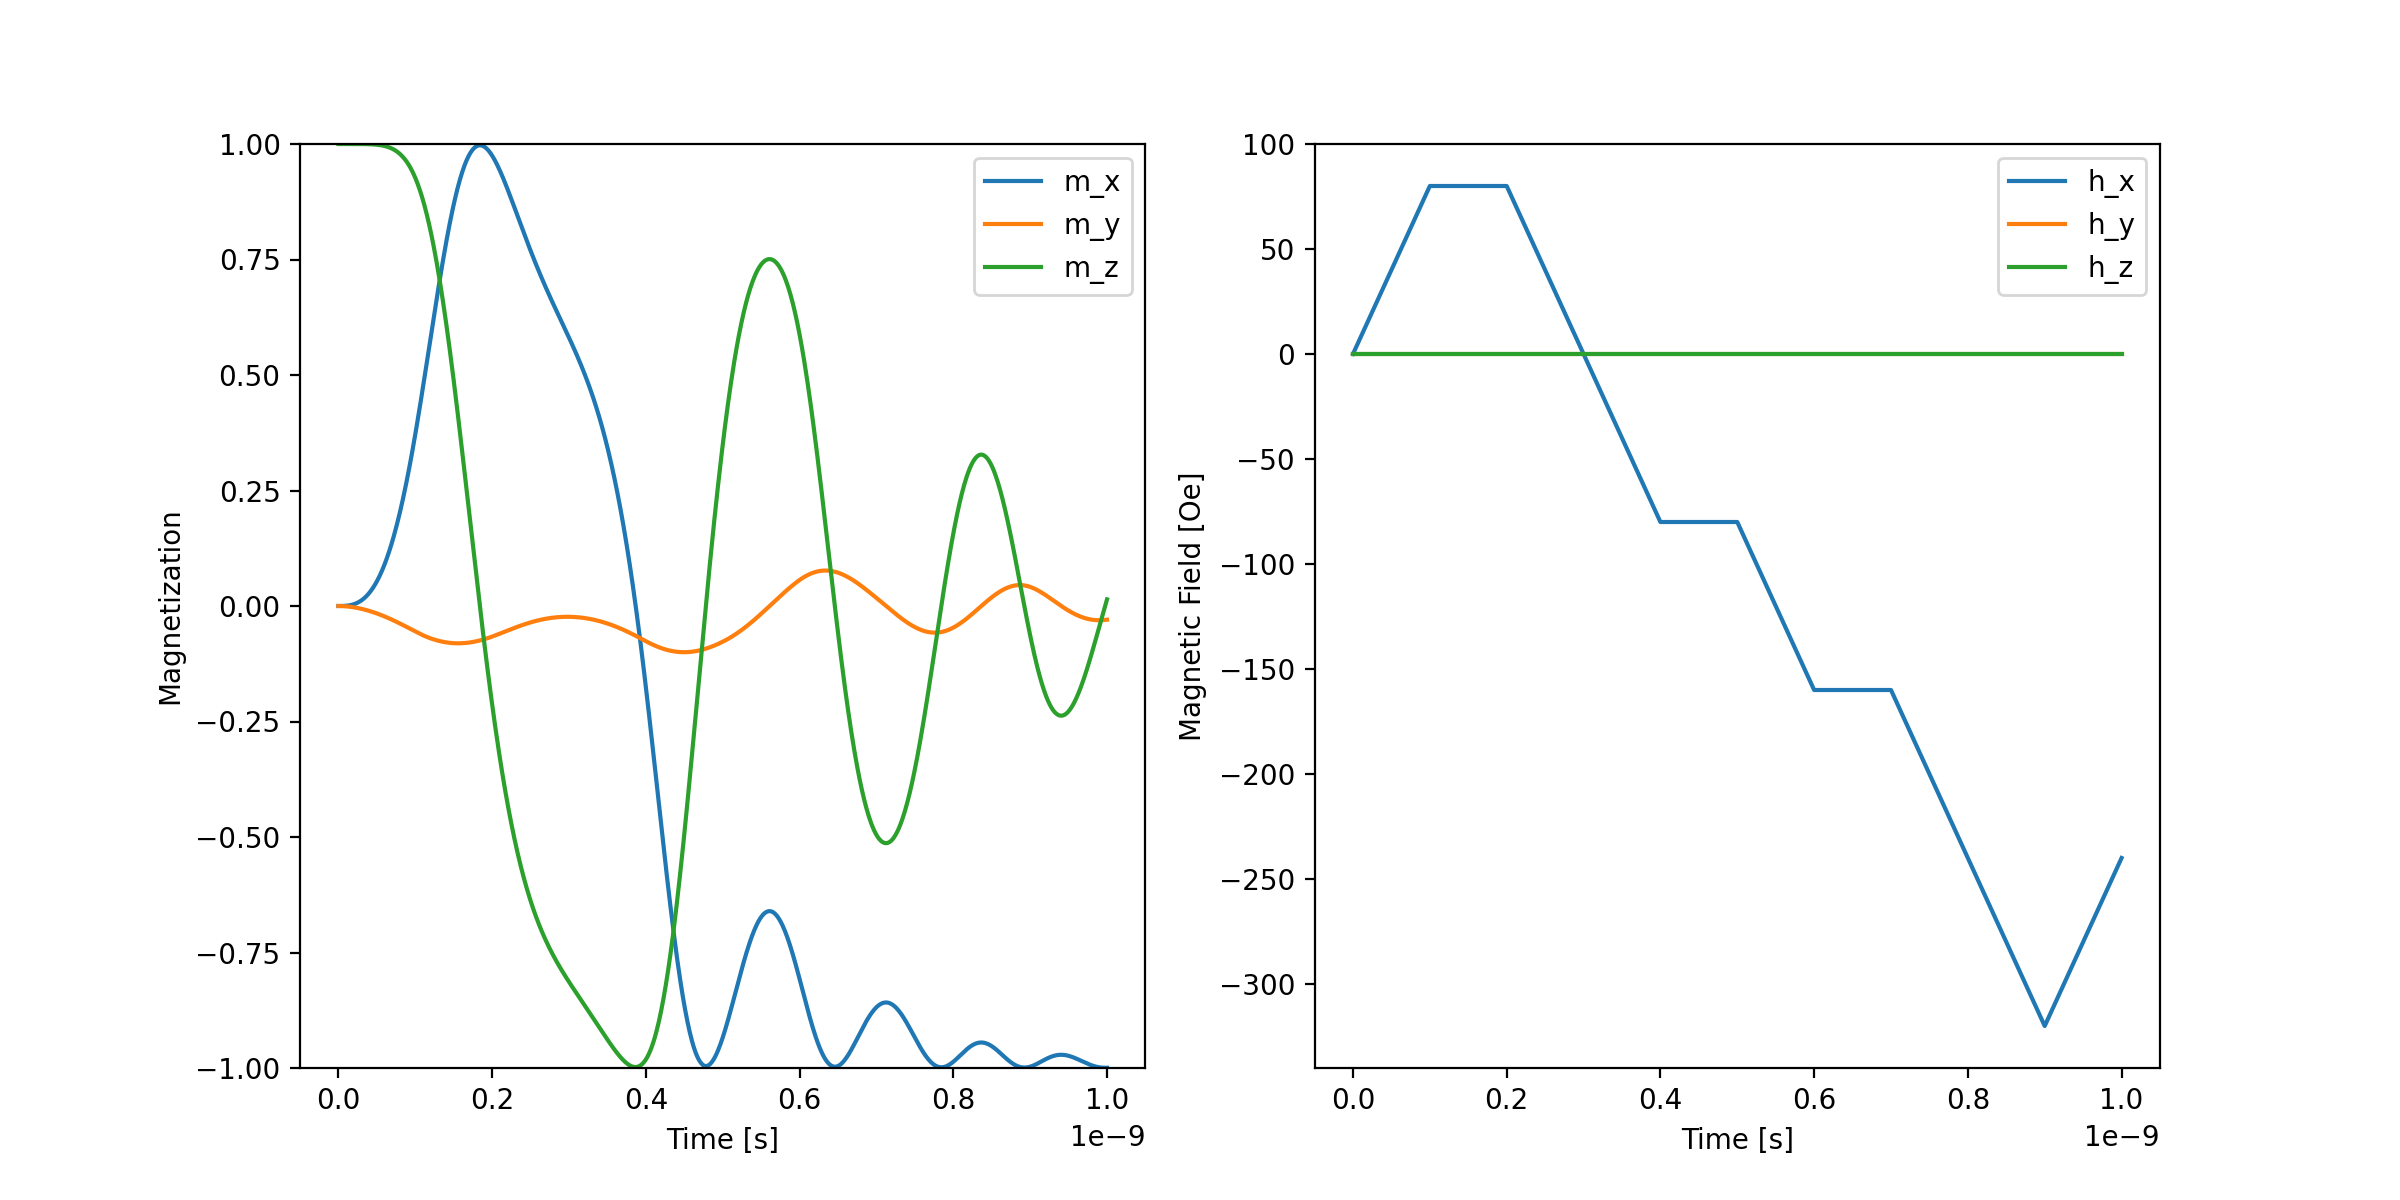 1.00
0.75
0.50
0.25
0.00
−0.25
−0.50
−0.75
−1.00
Magnetization
m_x
m_y
m_z
0.0 0.2 0.4 0.6 0.8 1.0
Time [s]
1e−9
100
50
0
−50
−100
−150
−200
−250
−300
Magnetic Field [Oe]
h_x
h_y
h_z
0.0 0.2 0.4 0.6 0.8 1.0
Time [s]
1e−9